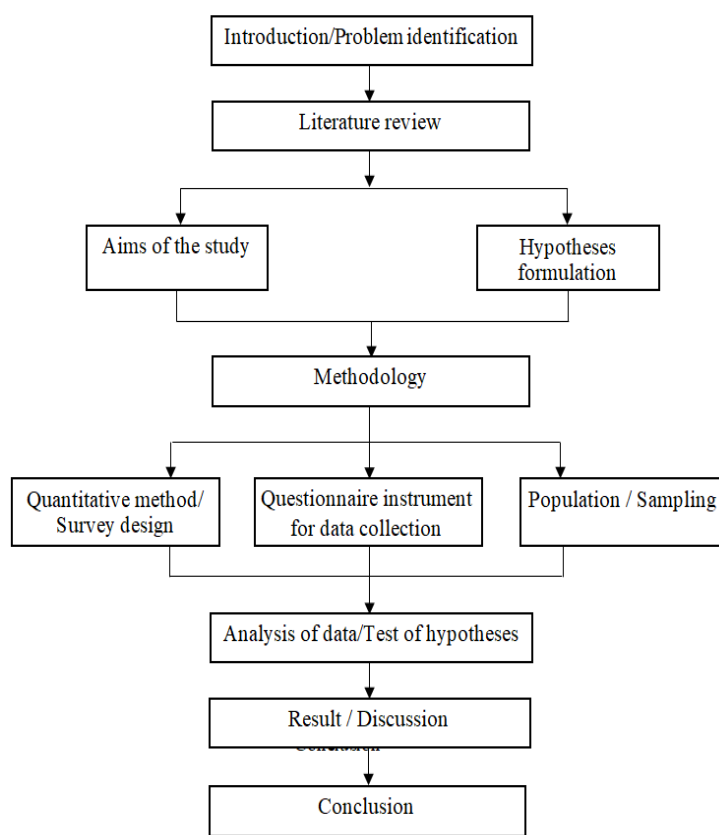 Introduction/Problem identification
Literature review
Aims of the study
Hypotheses
formulation
Methodology
Quantitative method/
Survey design
Questionnaire instrument
for data collection
Population / Sampling
Analysis of data/Test of hypotheses
Result / Discussion
Conclusion
Conclusion